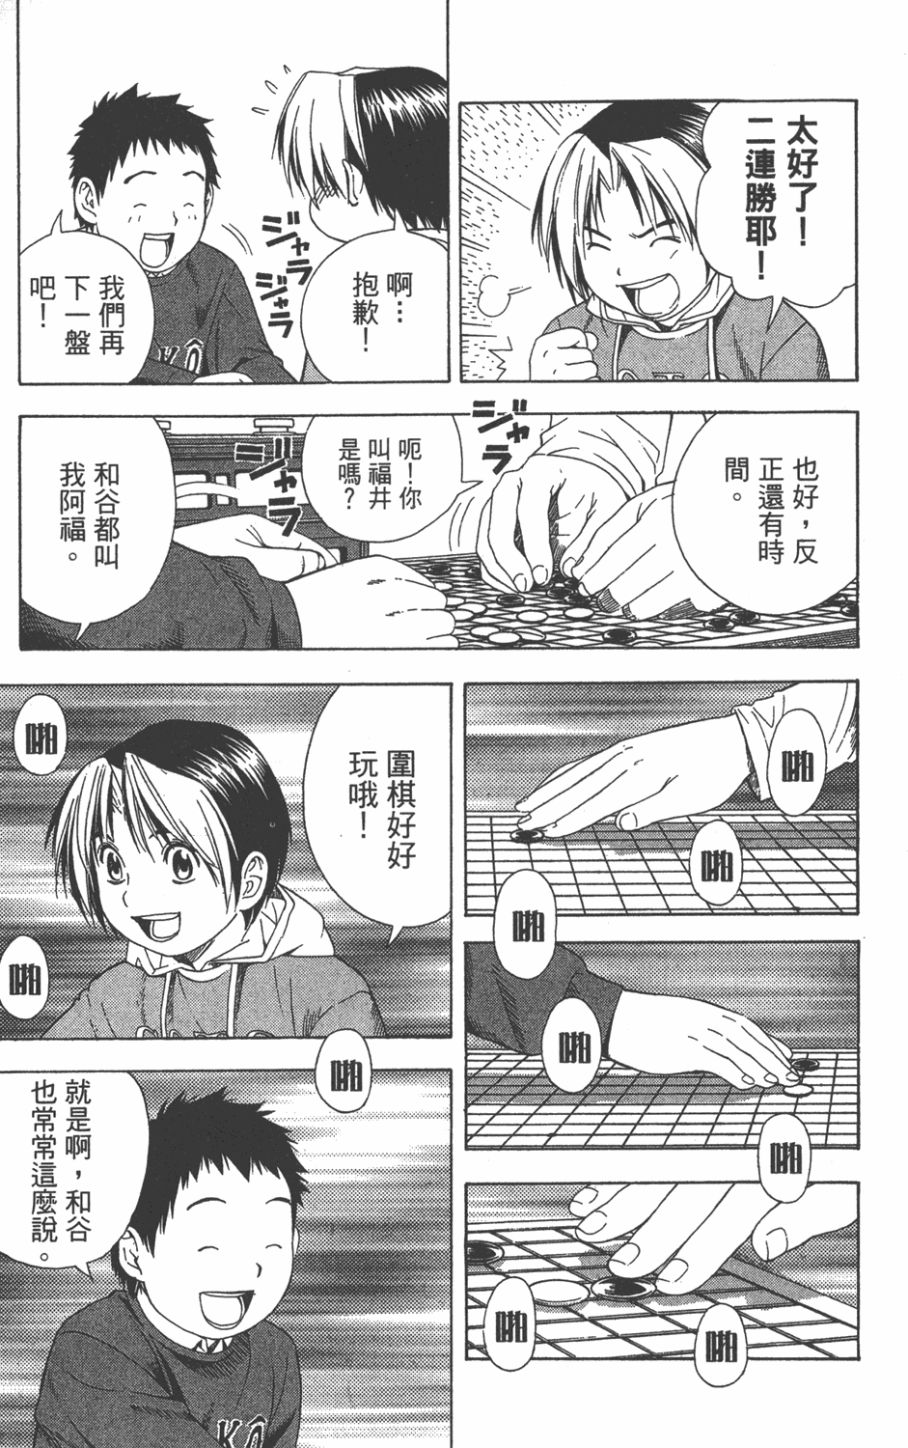 太好了！
二連勝耶！
啊…
抱歉！
ジャラ
ジャラ
我們再
下一盤
吧！
Kô
也好，反
正還有時
間。
ジャラ
呃！你
叫福井
是嗎？
ジャラ
和谷都叫
我阿福。
啪
啪
啪
啪
啪
啪
啪
圍棋好好
玩哦！
啪
啪
啪
就是啊，和谷
也常常這麼說。
Kô